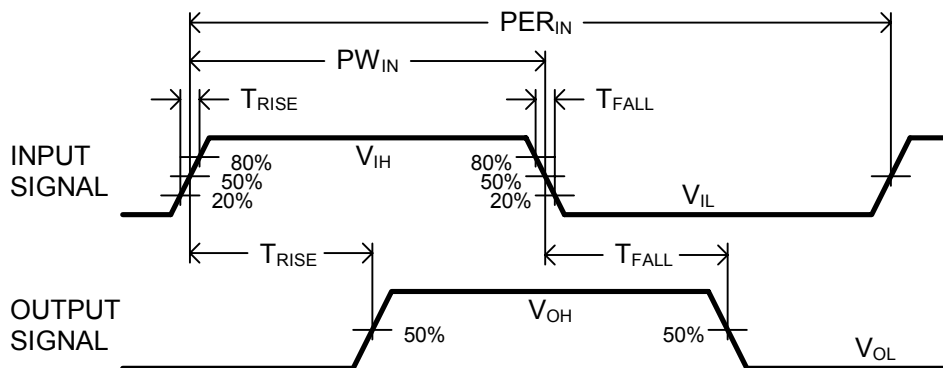 PER_IN
PW_IN
T_RISE T_FALL
INPUT SIGNAL
80% V_IH 80%
50% 50%
20% 20%
V_IL
T_RISE T_FALL
OUTPUT SIGNAL
V_OH
50% 50%
V_OL